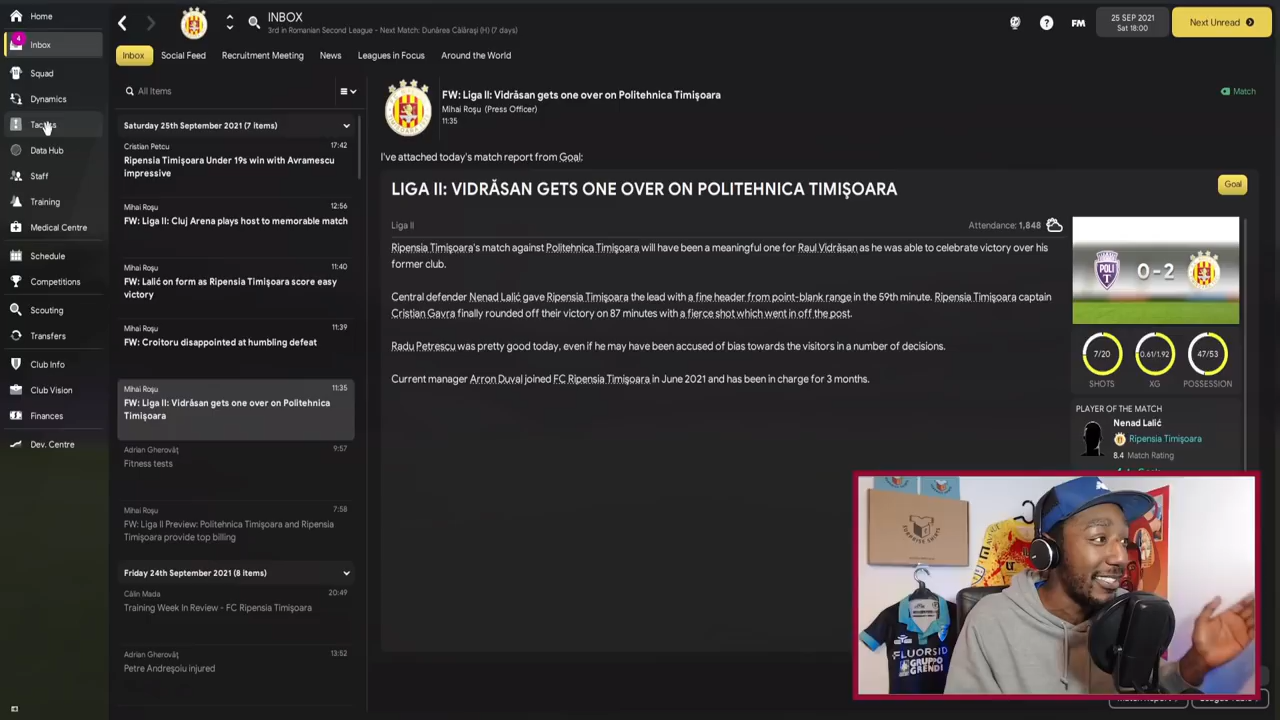 Home
4
Inbox
Squad
Dynamics
Data Hub
Staff
Training
Medical Centre
Schedule
Competitions
Scouting
Transfers
Club Info
Club Vision
Finances
Dev. Centre
INBOX
3rd in Romanian Second League - Next Match: Dunărea Călărași (H) (7 days)
?
FM
25 SEP 2021
Sat 18:00
Next Unread
Inbox
Social Feed
Recruitment Meeting
News
Leagues in Focus
Around the World
All Items
Saturday 25th September 2021 (7 items)
Cristian Petcu
17:42
Ripensia Timișoara Under 19s win with Avramescu
impressive
Mihai Roșu
12:56
FW: Liga II: Cluj Arena plays host to memorable match
Mihai Roșu
11:40
FW: Lalić on form as Ripensia Timișoara score easy
victory
Mihai Roșu
11:39
FW: Croitoru disappointed at humbling defeat
Mihai Roșu
11:35
FW: Liga II: Vidrăsan gets one over on Politehnica
Timișoara
Adrian Gherovăț
9:57
Fitness tests
Mihai Roșu
7:58
FW: Liga II Preview: Politehnica Timișoara and Ripensia
Timișoara provide top billing
Friday 24th September 2021 (8 items)
Călin Mada
20:49
Training Week In Review - FC Ripensia Timișoara
Adrian Gherovăț
13:52
Petre Andreșoiu injured
FW: Liga II: Vidrăsan gets one over on Politehnica Timișoara
Mihai Roșu (Press Officer)
11:35
Match
I've attached today's match report from Goal:
LIGA II: VIDRĂSAN GETS ONE OVER ON POLITEHNICA TIMIȘOARA
Goal
Liga II
Attendance: 1,848
Ripensia Timișoara's match against Politehnica Timișoara will have been a meaningful one for Raul Vidrăsan as he was able to celebrate victory over his
former club.
Central defender Nenad Lalić gave Ripensia Timișoara the lead with a fine header from point-blank range in the 59th minute. Ripensia Timișoara captain
Cristian Gavra finally rounded off their victory on 87 minutes with a fierce shot which went in off the post.
Radu Petrescu was pretty good today, even if he may have been accused of bias towards the visitors in a number of decisions.
Current manager Arron Duval joined FC Ripensia Timișoara in June 2021 and has been in charge for 3 months.
POLI
0 - 2
7/20
0.61/1.92
47/53
SHOTS
XG
POSSESSION
PLAYER OF THE MATCH
Nenad Lalić
Ripensia Timișoara
8.4 Match Rating
SURPRISE SHIRTS
FLUORSID
GRUPPO
GRENDI